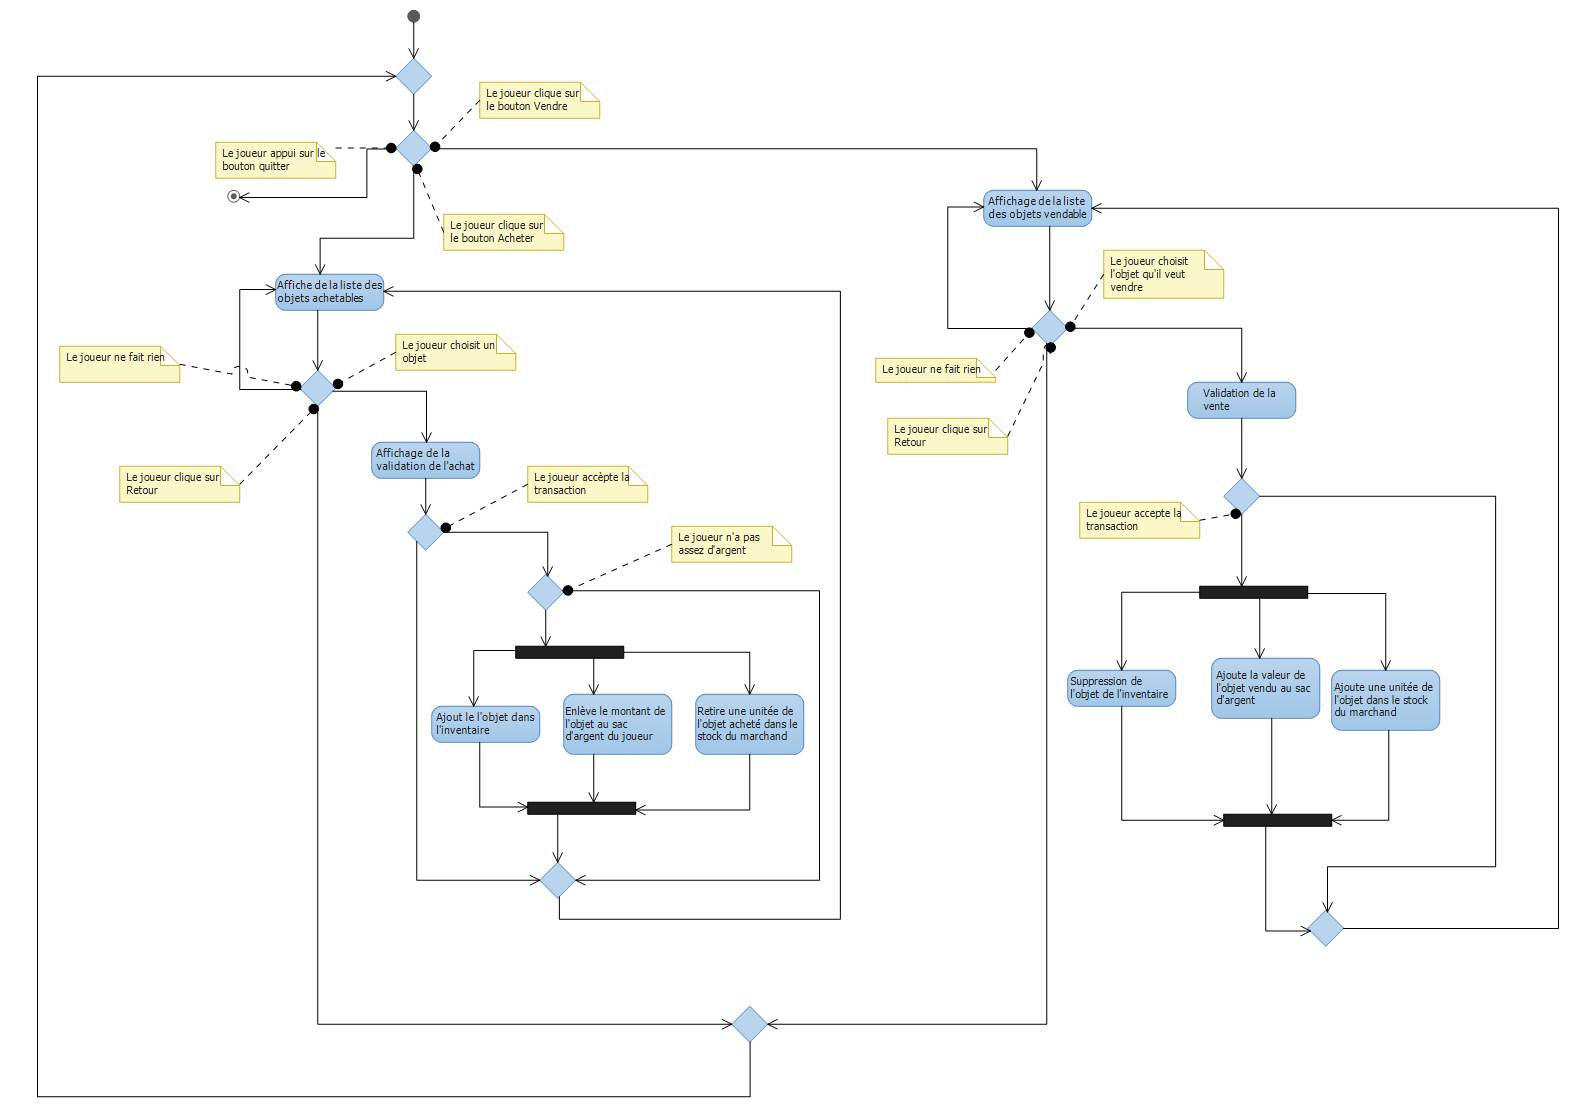 Le joueur clique sur
le bouton Vendre
Le joueur appui sur le
bouton quitter
Le joueur clique sur
le bouton Acheter
Affichage de la liste
des objets vendable
Le joueur choisit
l'objet qu'il veut
vendre
Affiche de la liste des
objets achetables
Le joueur ne fait rien
Le joueur choisit un
objet
Le joueur ne fait rien
Le joueur clique sur
Retour
Validation de la
vente
Affichage de la
validation de l'achat
Le joueur clique sur
Retour
Le joueur accèpte la
transaction
Le joueur accepte la
transaction
Le joueur n'a pas
assez d'argent
Ajout le l'objet dans
l'inventaire
Enlève le montant de
l'objet au sac
d'argent du joueur
Retire une unitée de
l'objet acheté dans le
stock du marchand
Suppression de
l'objet de l'inventaire
Ajoute la valeur de
l'objet vendu au sac
d'argent
Ajoute une unitée de
l'objet dans le stock
du marchand